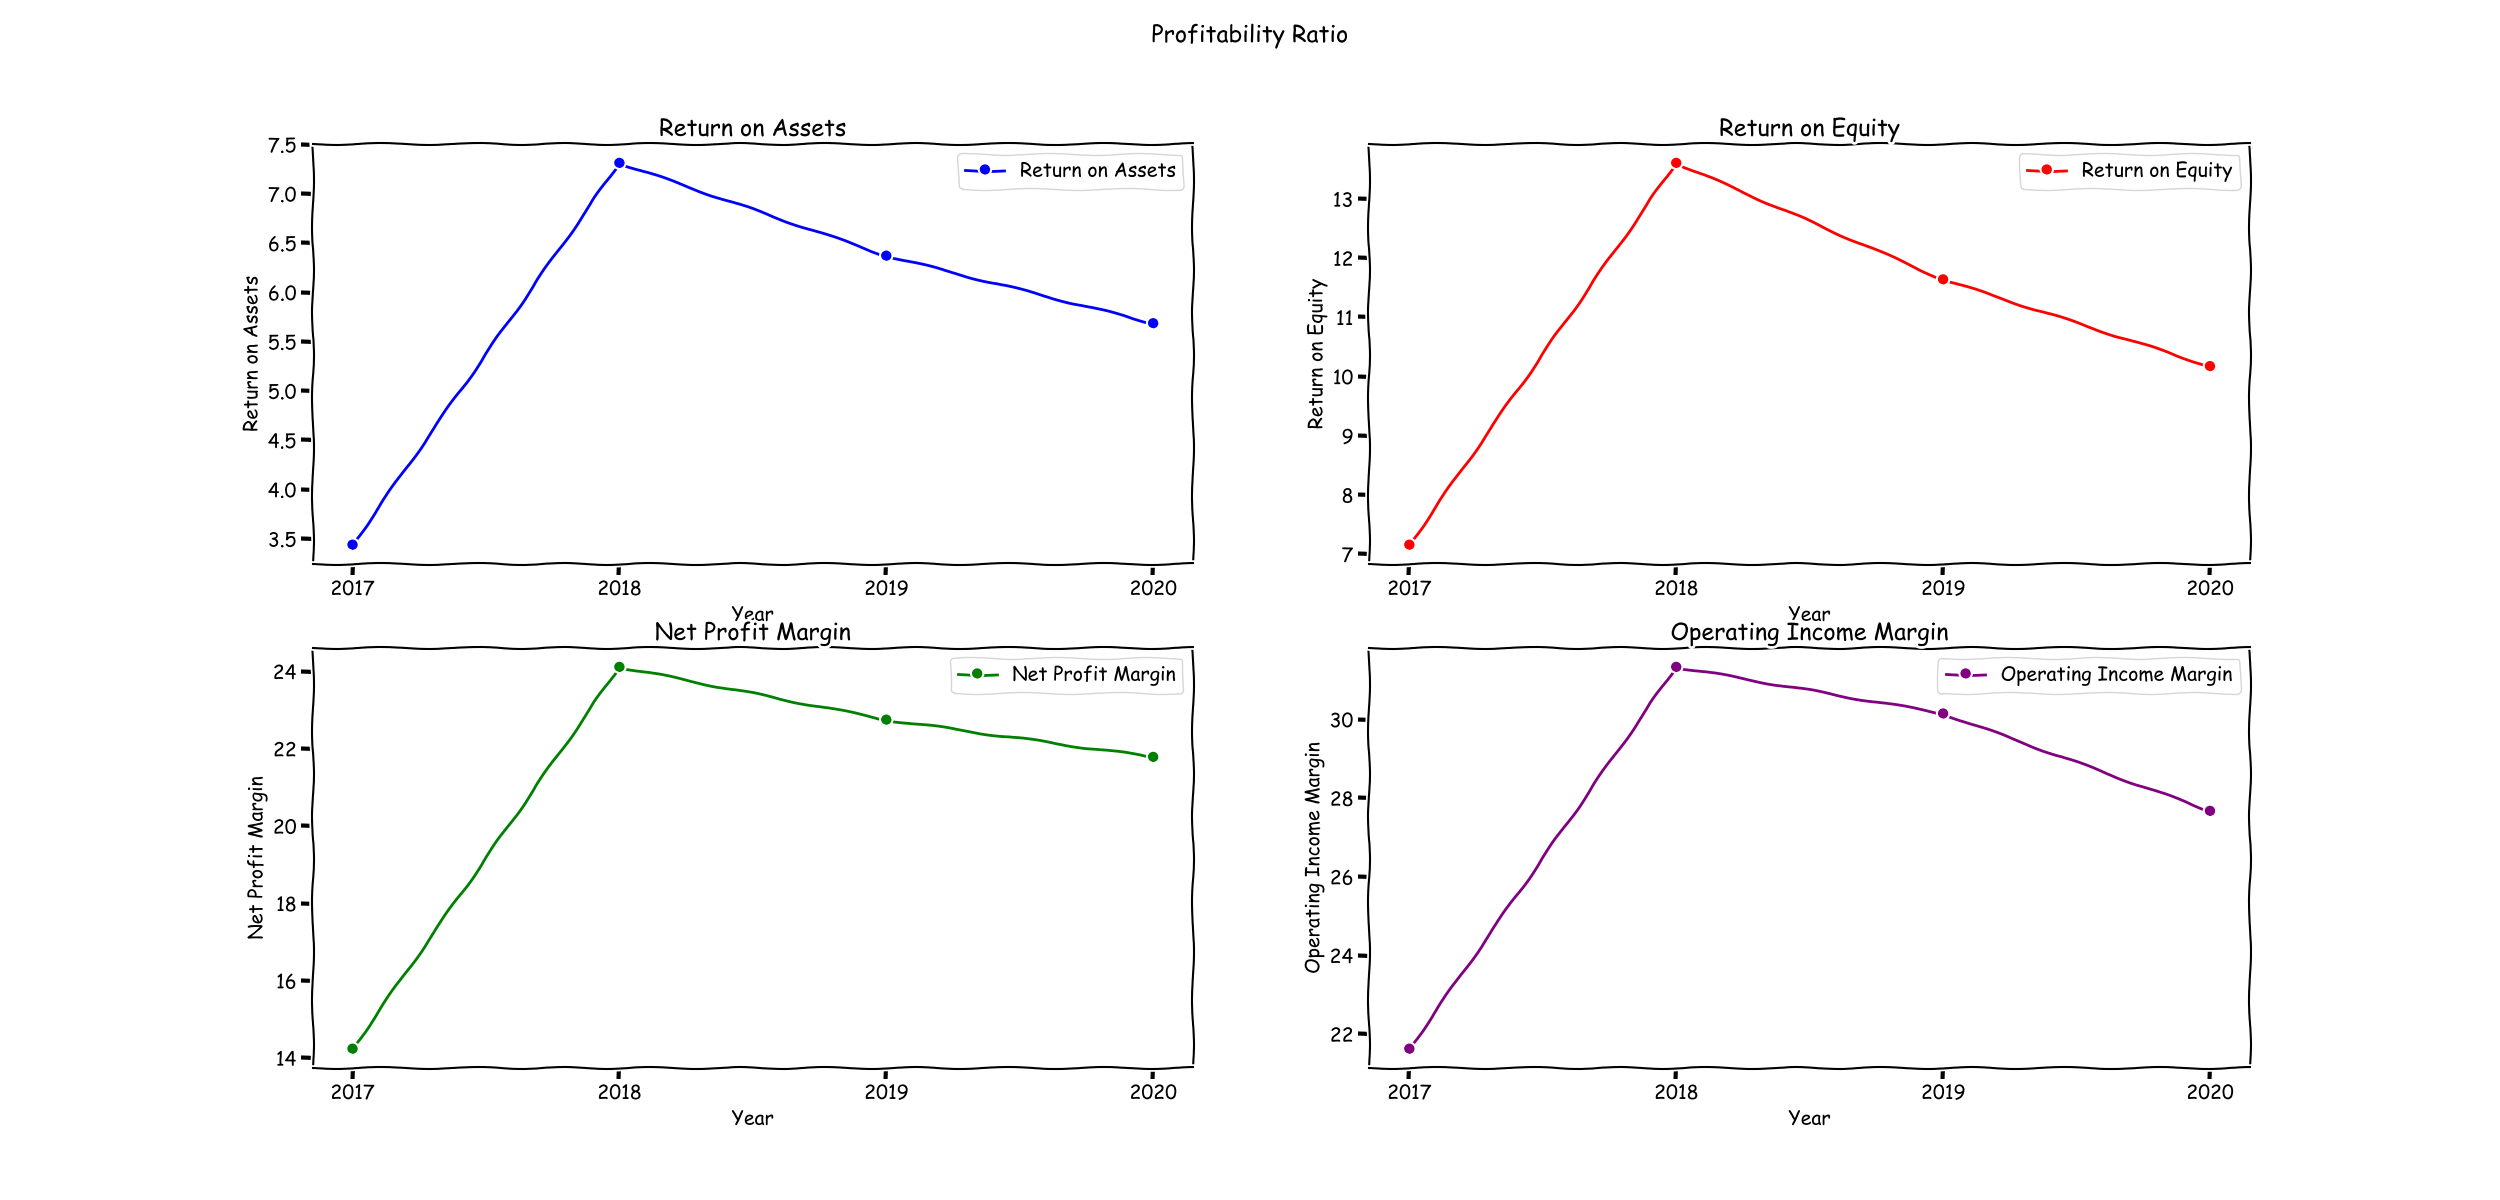 Profitability Ratio
Return on Assets
Return on Assets
Return on Assets
7.5
7.0
6.5
6.0
5.5
5.0
4.5
4.0
3.5
2017 2018 2019 2020
Year
Return on Equity
Return on Equity
Return on Equity
13
12
11
10
9
8
7
2017 2018 2019 2020
Year
Net Profit Margin
Net Profit Margin
Net Profit Margin
24
22
20
18
16
14
2017 2018 2019 2020
Year
Operating Income Margin
Operating Income Margin
Operating Income Margin
30
28
26
24
22
2017 2018 2019 2020
Year